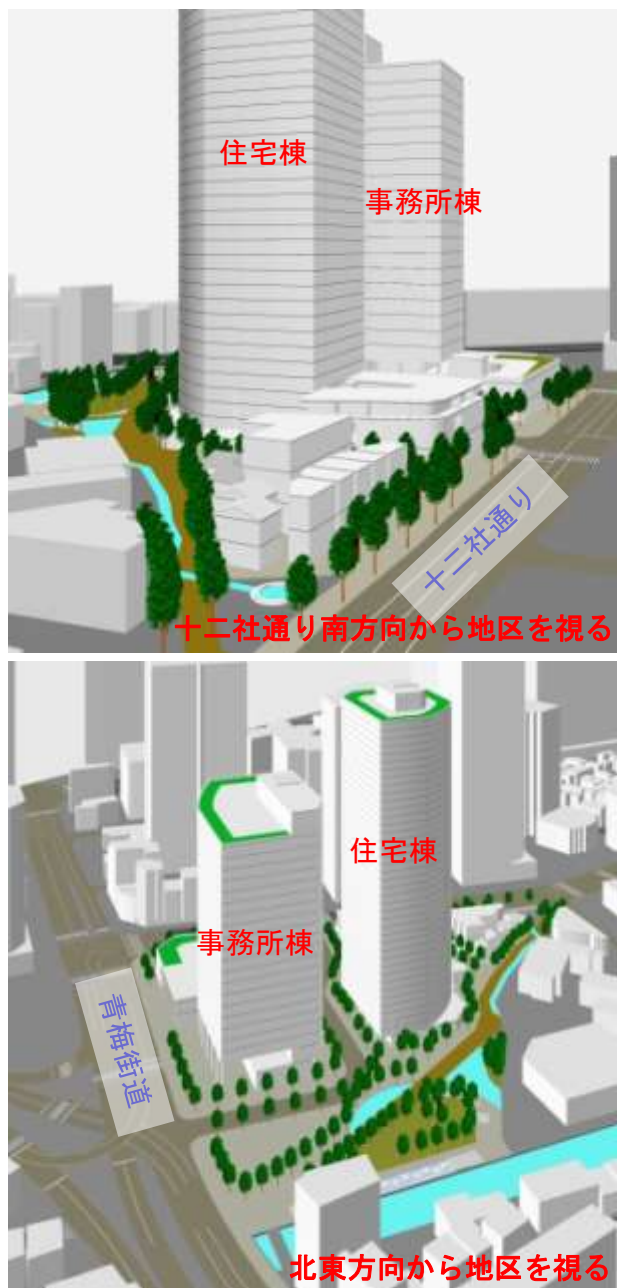 住宅棟
事務所棟
十二社通り
十二社通り南方向から地区を視る
住宅棟
事務所棟
青梅街道
北東方向から地区を視る